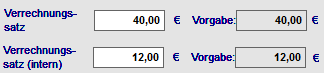 Verrechnungs-
satz 40,00 € Vorgabe: 40,00 €
Verrechnungs-
satz (intern) 12,00 € Vorgabe: 12,00 €